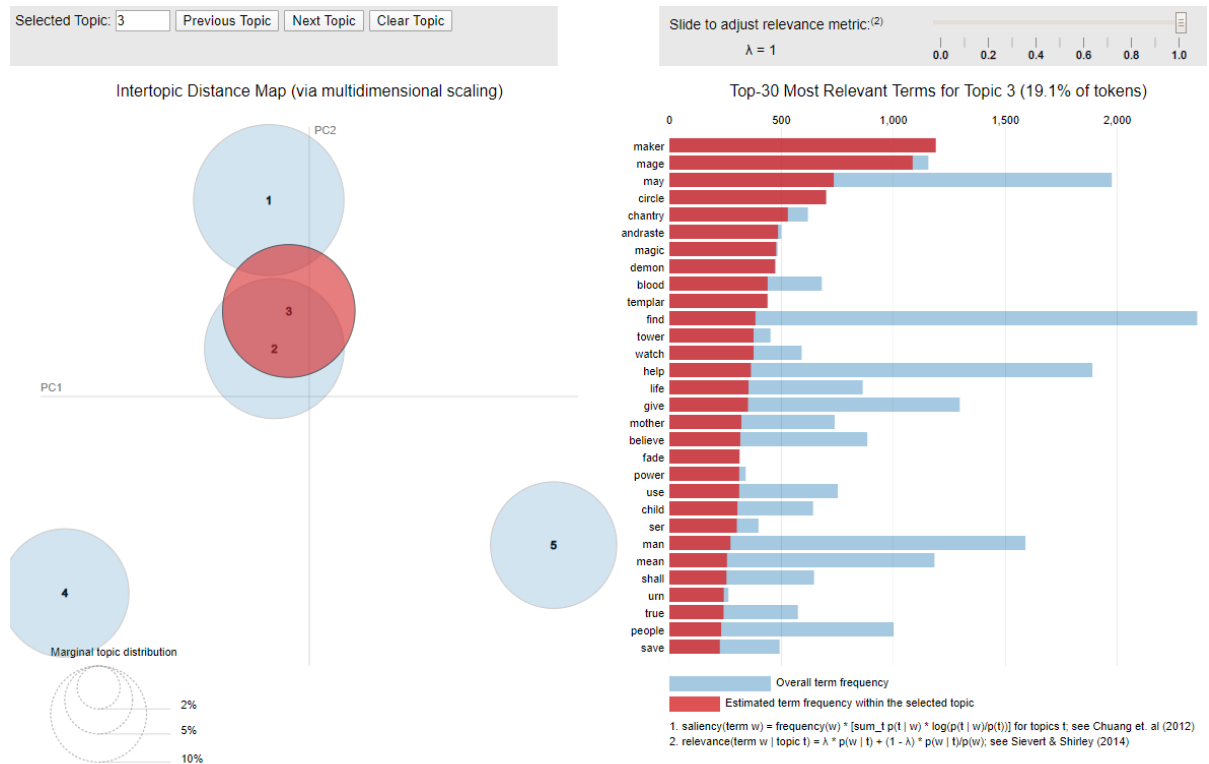 Selected Topic: 3 Previous Topic Next Topic Clear Topic
Slide to adjust relevance metric:(2)
λ = 1
0.0 0.2 0.4 0.6 0.8 1.0
Intertopic Distance Map (via multidimensional scaling)
PC2
PC1
1
3
2
5
4
Marginal topic distribution
2%
5%
10%
Top-30 Most Relevant Terms for Topic 3 (19.1% of tokens)
0 500 1,000 1,500 2,000
maker
mage
may
circle
chantry
andraste
magic
demon
blood
templar
find
tower
watch
help
life
give
mother
believe
fade
power
use
child
ser
man
mean
shall
urn
true
people
save
Overall term frequency
Estimated term frequency within the selected topic
1. saliency(term w) = frequency(w) * [sum_t p(t | w) * log(p(t | w)/p(t))] for topics t; see Chuang et. al (2012)
2. relevance(term w | topic t) = λ * p(w | t) + (1 - λ) * p(w | t)/p(w); see Sievert & Shirley (2014)